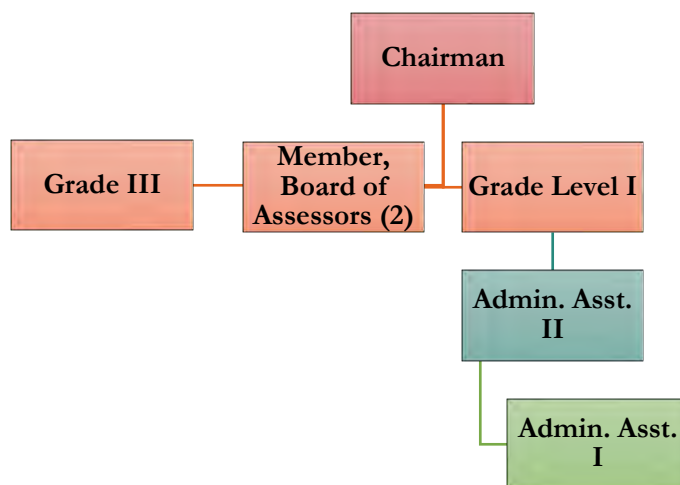 Chairman
Grade III
Member,
Board of
Assessors (2)
Grade Level I
Admin. Asst.
II
Admin. Asst.
I